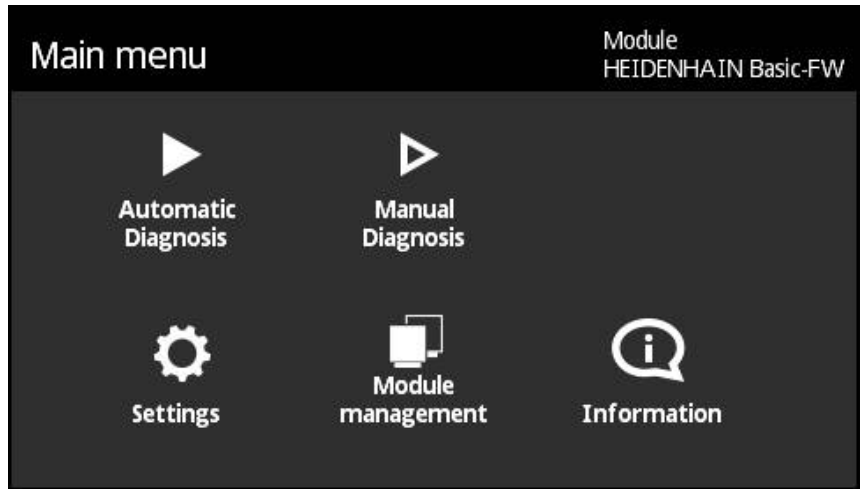 Main menu
Module
HEIDENHAIN Basic-FW
Automatic
Diagnosis
Manual
Diagnosis
Settings
Module
management
Information